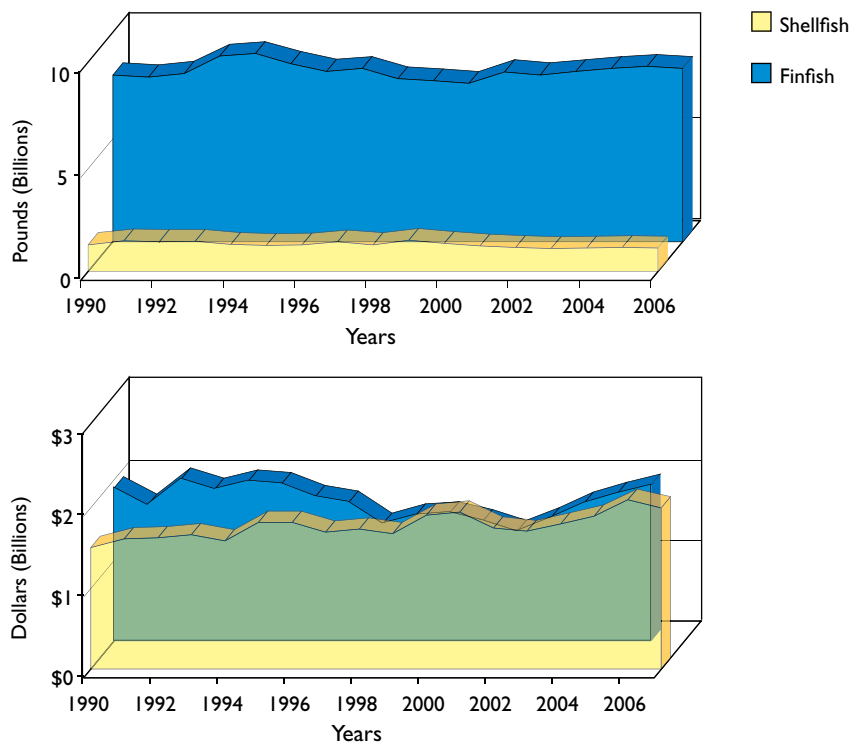 Shellfish
Finfish
Pounds (Billions)
10
5
0
1990 1992 1994 1996 1998 2000 2002 2004 2006
Years
Dollars (Billions)
$3
$2
$1
$0
1990 1992 1994 1996 1998 2000 2002 2004 2006
Years